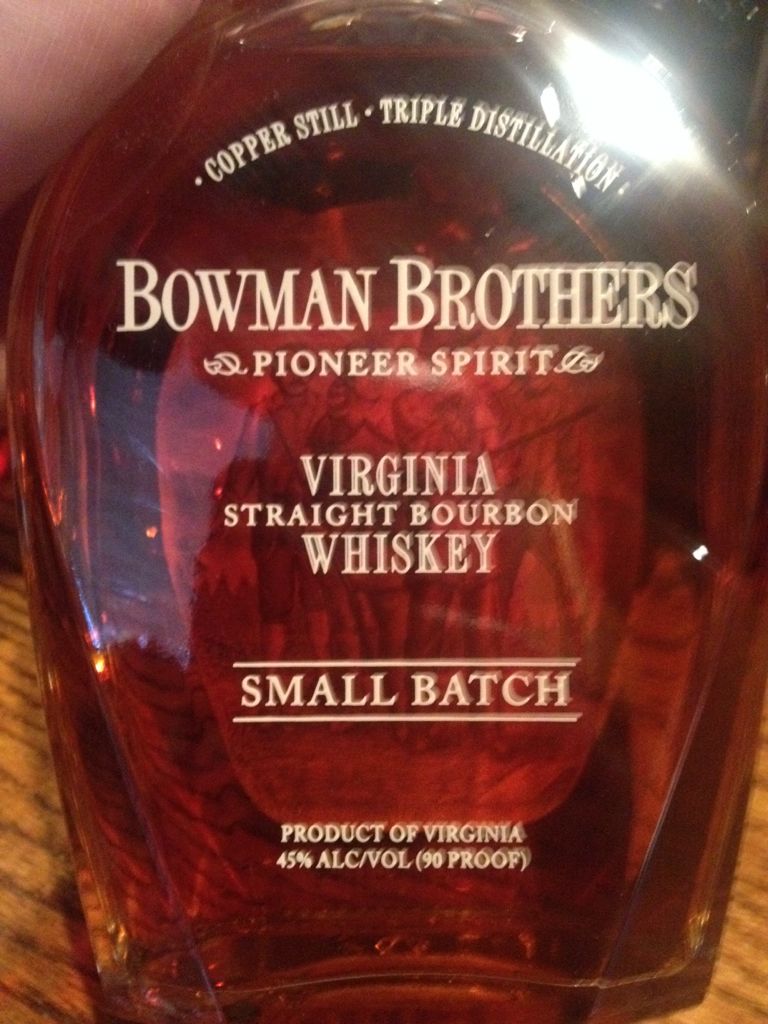 · COPPER STILL · TRIPLE DISTILLATION ·
BOWMAN BROTHERS
PIONEER SPIRIT
VIRGINIA
STRAIGHT BOURBON
WHISKEY
SMALL BATCH
PRODUCT OF VIRGINIA
45% ALC/VOL (90 PROOF)